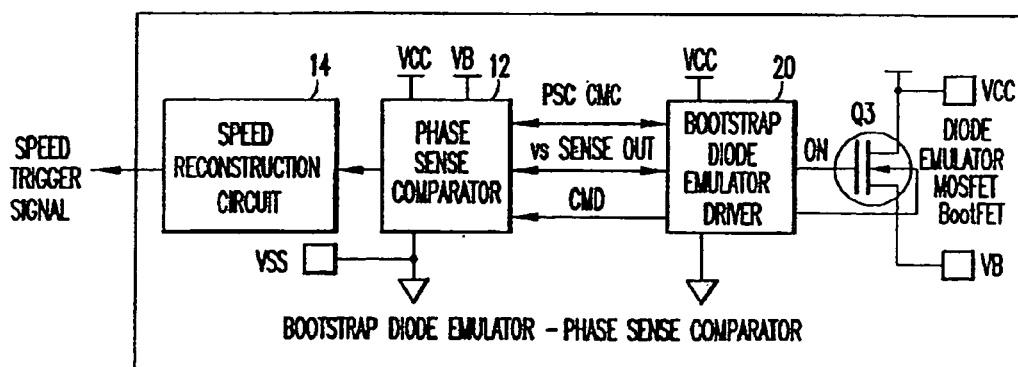 14
VCC
VB
12
VCC
20
SPEED
TRIGGER
SIGNAL
SPEED
RECONSTRUCTION
CIRCUIT
PHASE
SENSE
COMPARATOR
PSC CMC
vs SENSE OUT
CMD
BOOTSTRAP
DIODE
EMULATOR
DRIVER
ON
Q3
VCC
DIODE
EMULATOR
MOSFET
BootFET
VB
VSS
BOOTSTRAP DIODE EMULATOR - PHASE SENSE COMPARATOR